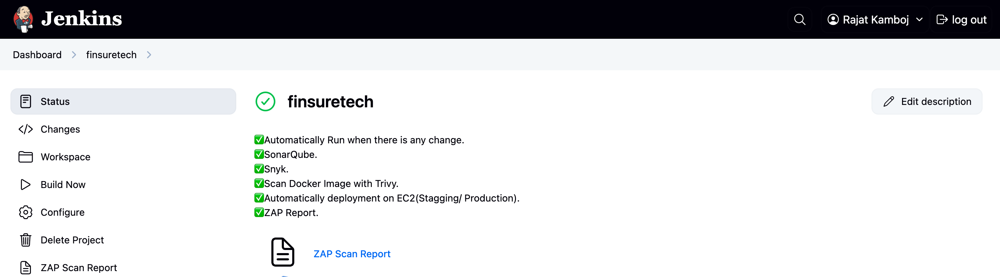 Jenkins
Rajat Kamboj
log out
Dashboard
finsuretech
Status
Changes
Workspace
Build Now
Configure
Delete Project
ZAP Scan Report
finsuretech
Edit description
✅Automatically Run when there is any change.
✅SonarQube.
✅Snyk.
✅Scan Docker Image with Trivy.
✅Automatically deployment on EC2(Stagging/ Production).
✅ZAP Report.
ZAP Scan Report